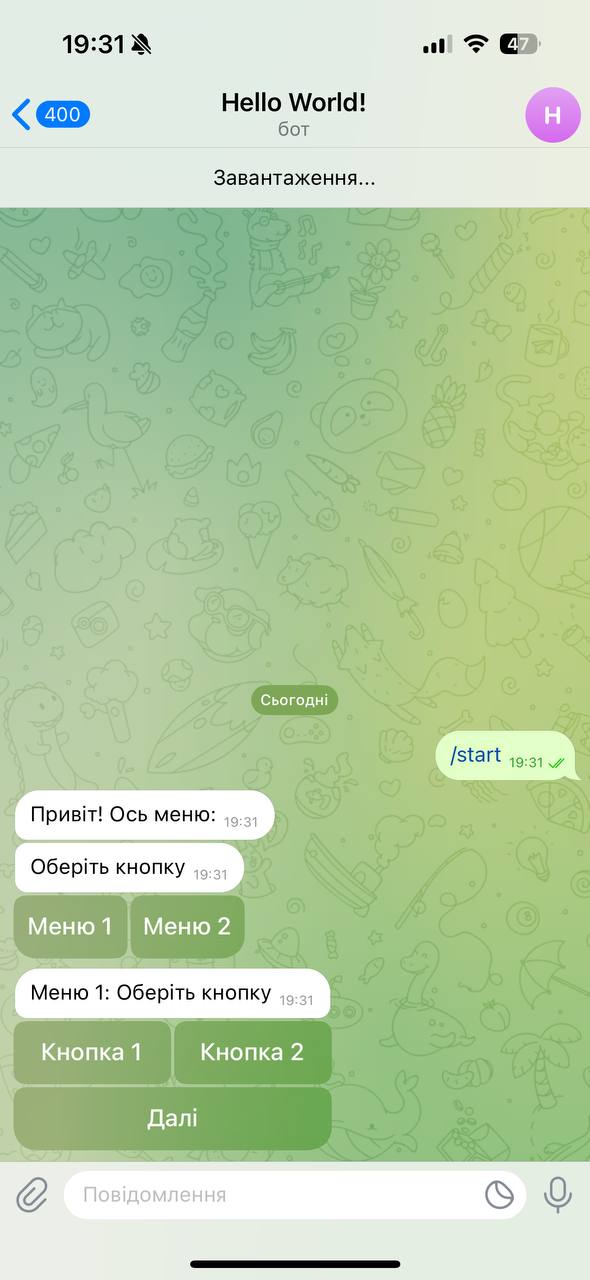 19:31
47
400
Hello World!
бот
H
Завантаження...
Сьогодні
/start 19:31
Привіт! Ось меню: 19:31
Оберіть кнопку 19:31
Меню 1 Меню 2
Меню 1: Оберіть кнопку 19:31
Кнопка 1 Кнопка 2
Далі
Повідомлення